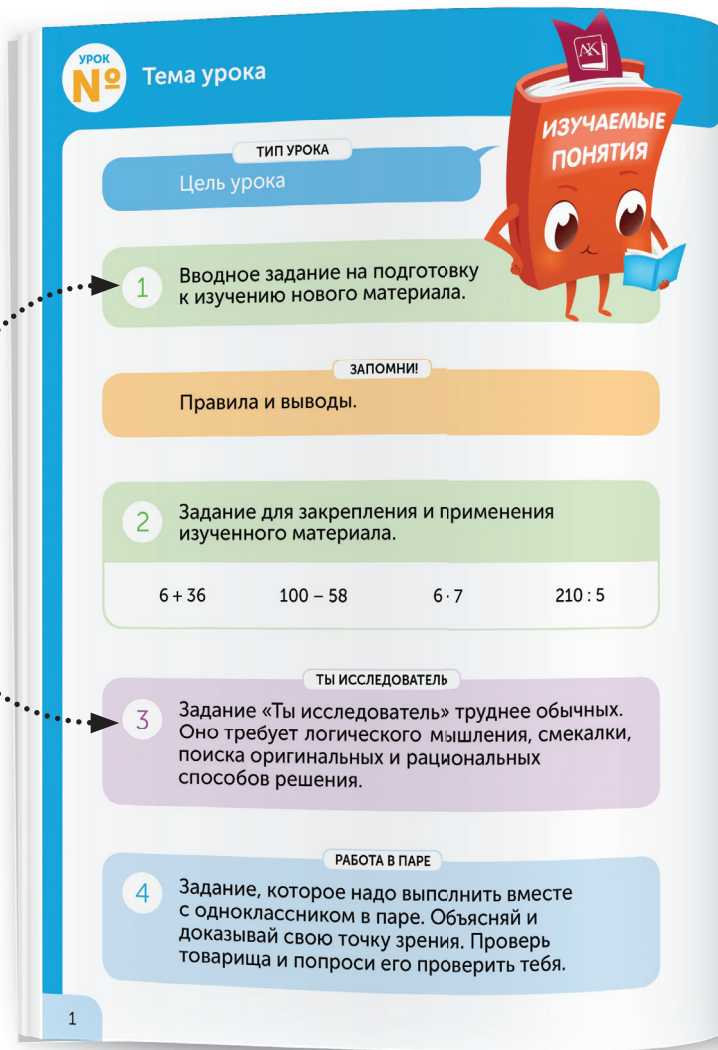 УРОК
№
Тема урока
АК
ИЗУЧАЕМЫЕ
ПОНЯТИЯ
ТИП УРОКА
Цель урока
1
Вводное задание на подготовку
к изучению нового материала.
ЗАПОМНИ!
Правила и выводы.
2
Задание для закрепления и применения
изученного материала.
6 + 36 100 – 58 6 · 7 210 : 5
ТЫ ИССЛЕДОВАТЕЛЬ
3
Задание «Ты исследователь» труднее обычных.
Оно требует логического мышления, смекалки,
поиска оригинальных и рациональных
способов решения.
РАБОТА В ПАРЕ
4
Задание, которое надо выполнить вместе
с одноклассником в паре. Объясняй и
доказывай свою точку зрения. Проверь
товарища и попроси его проверить тебя.
1